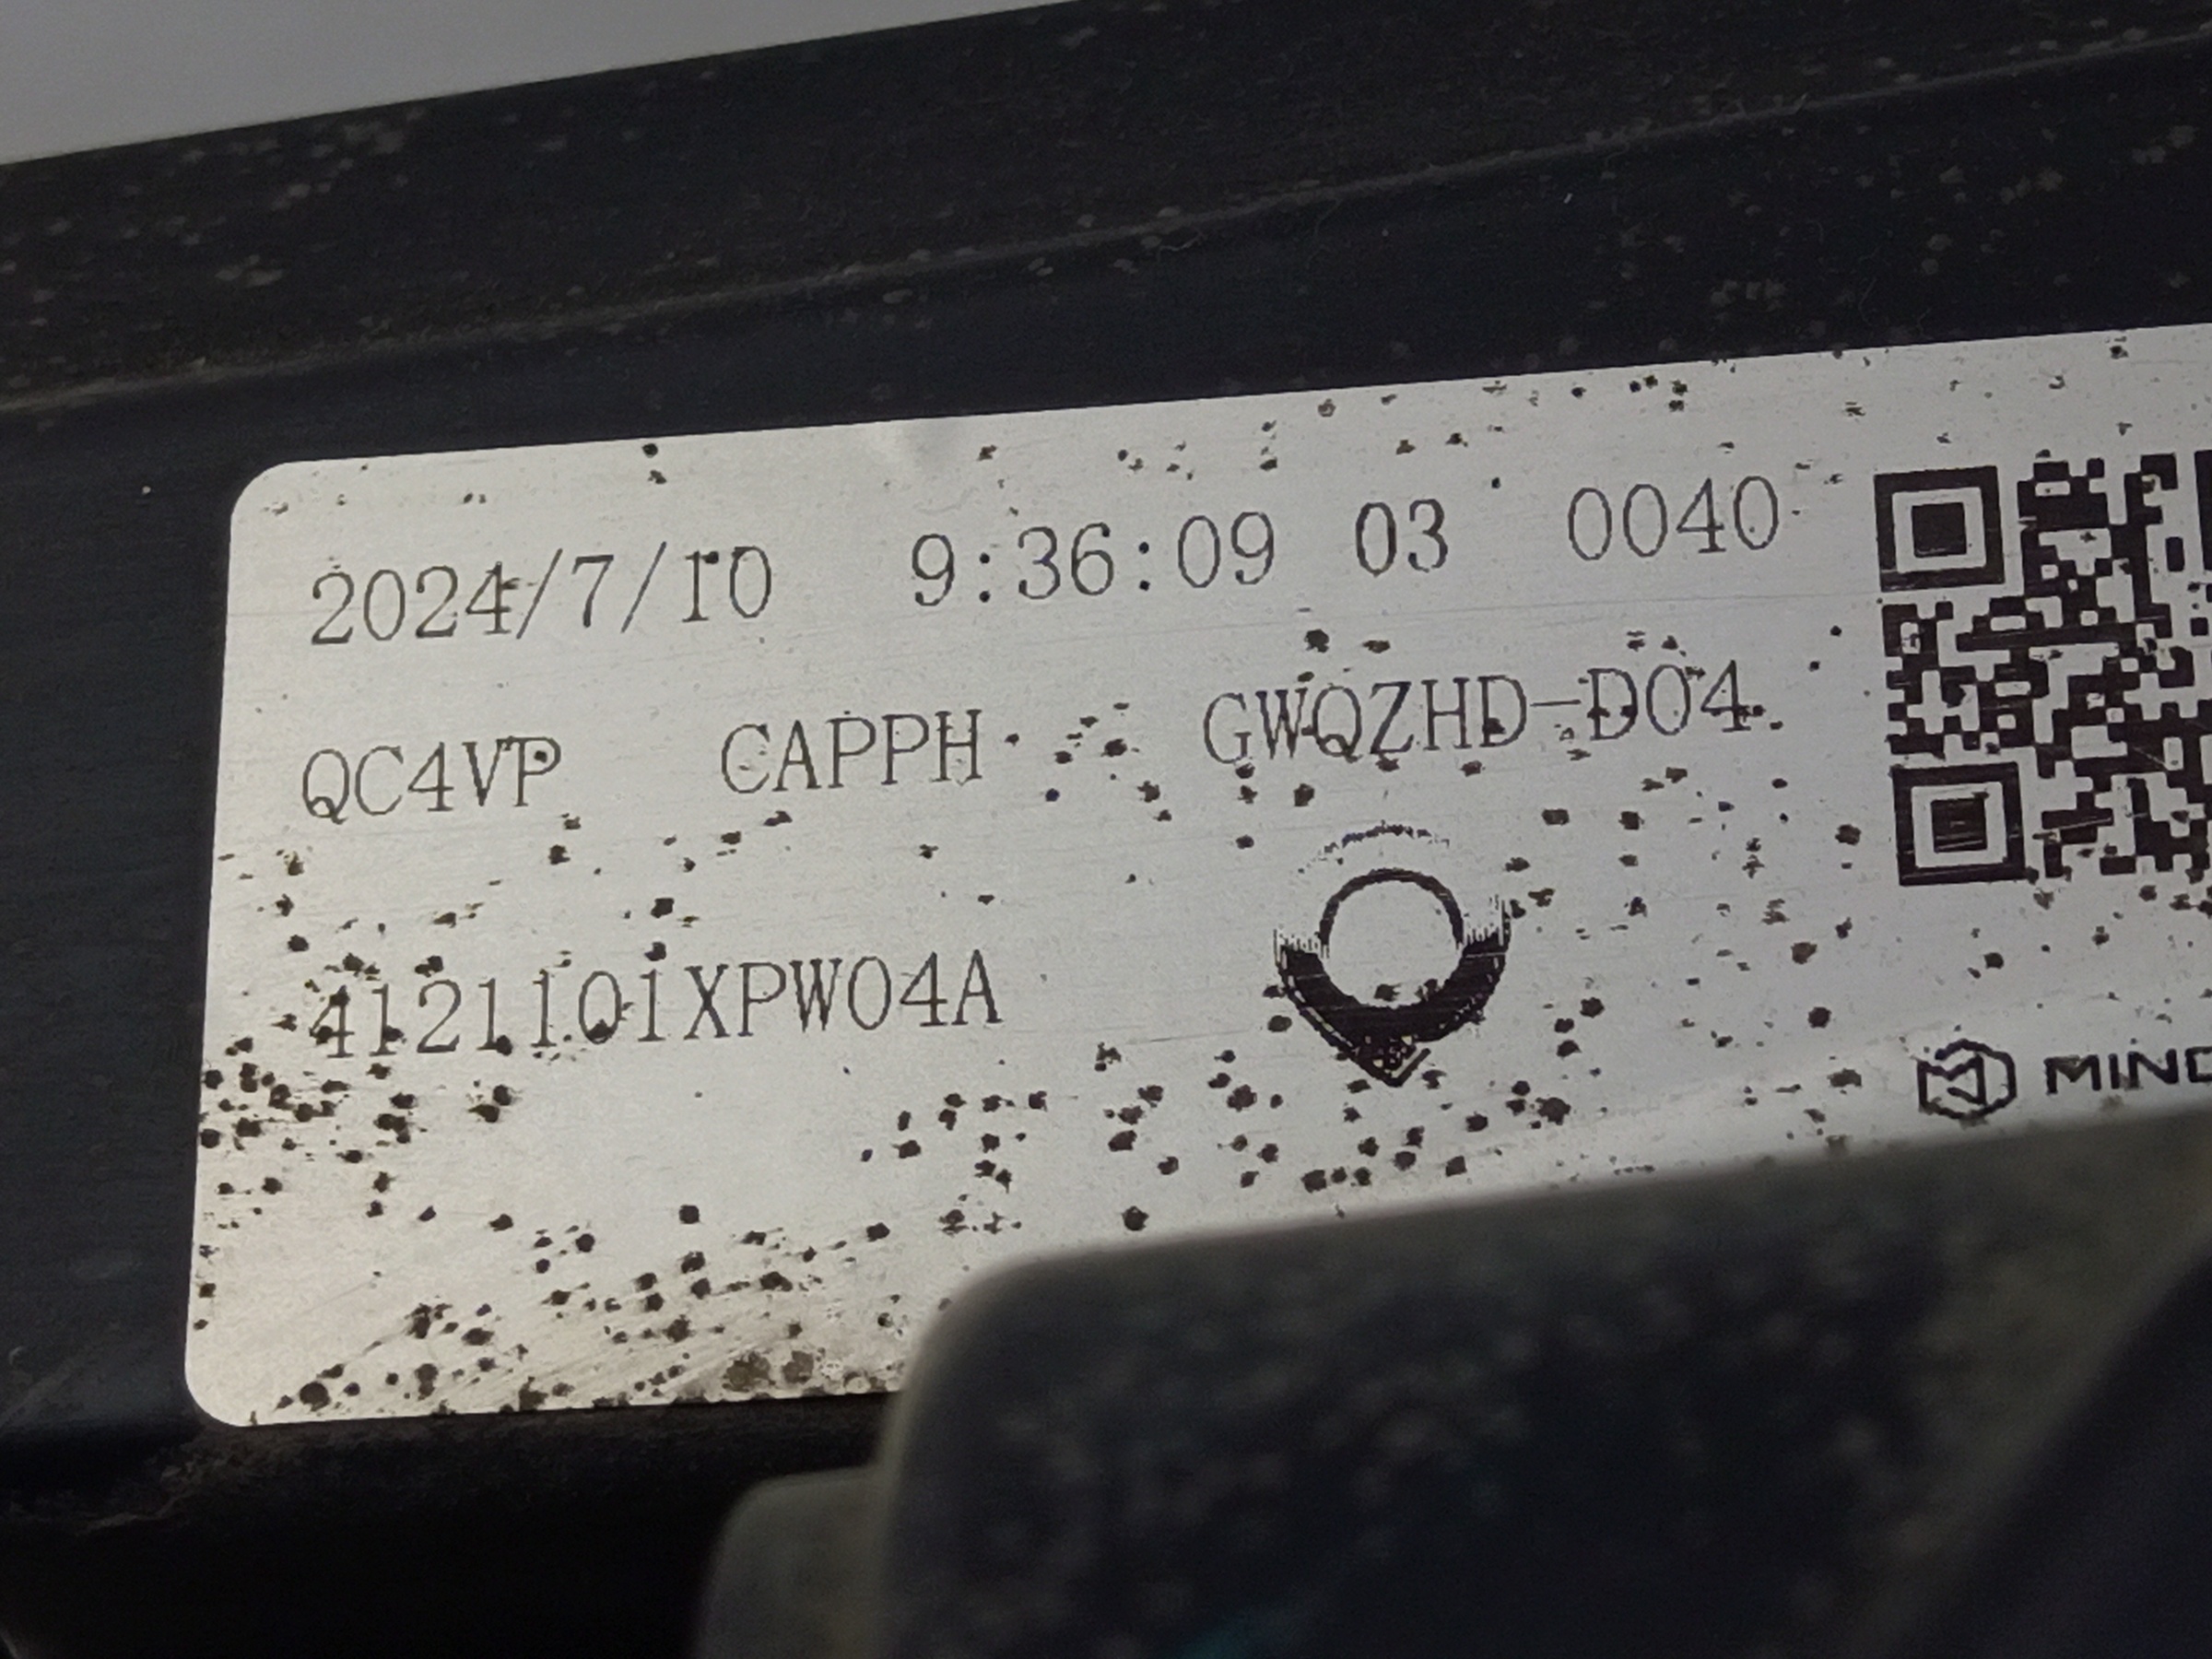 2024/7/10 9:36:09 03 0040
QC4VP CAPPH GWQZHD-D04
4121101XPW04A